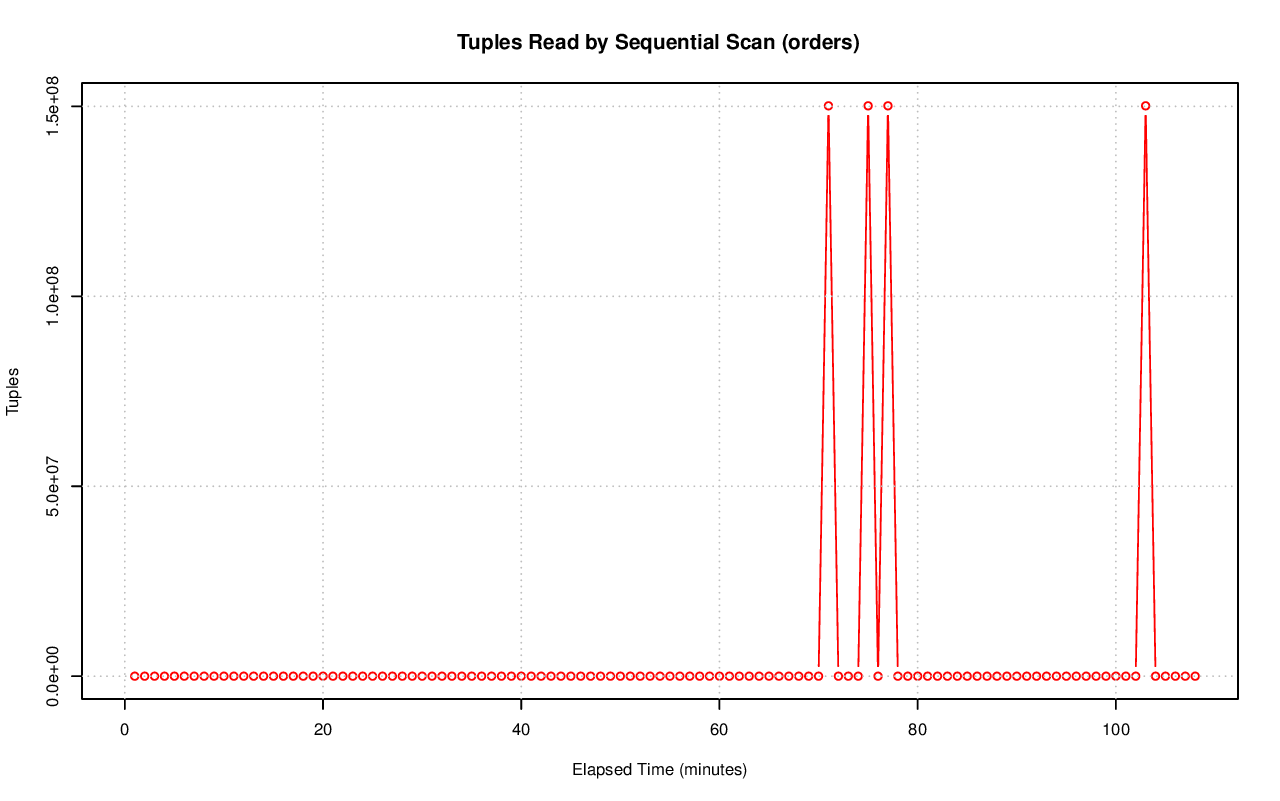 Tuples Read by Sequential Scan (orders)
Tuples
1.5e+08
1.0e+08
5.0e+07
0.0e+00
0 20 40 60 80 100
Elapsed Time (minutes)